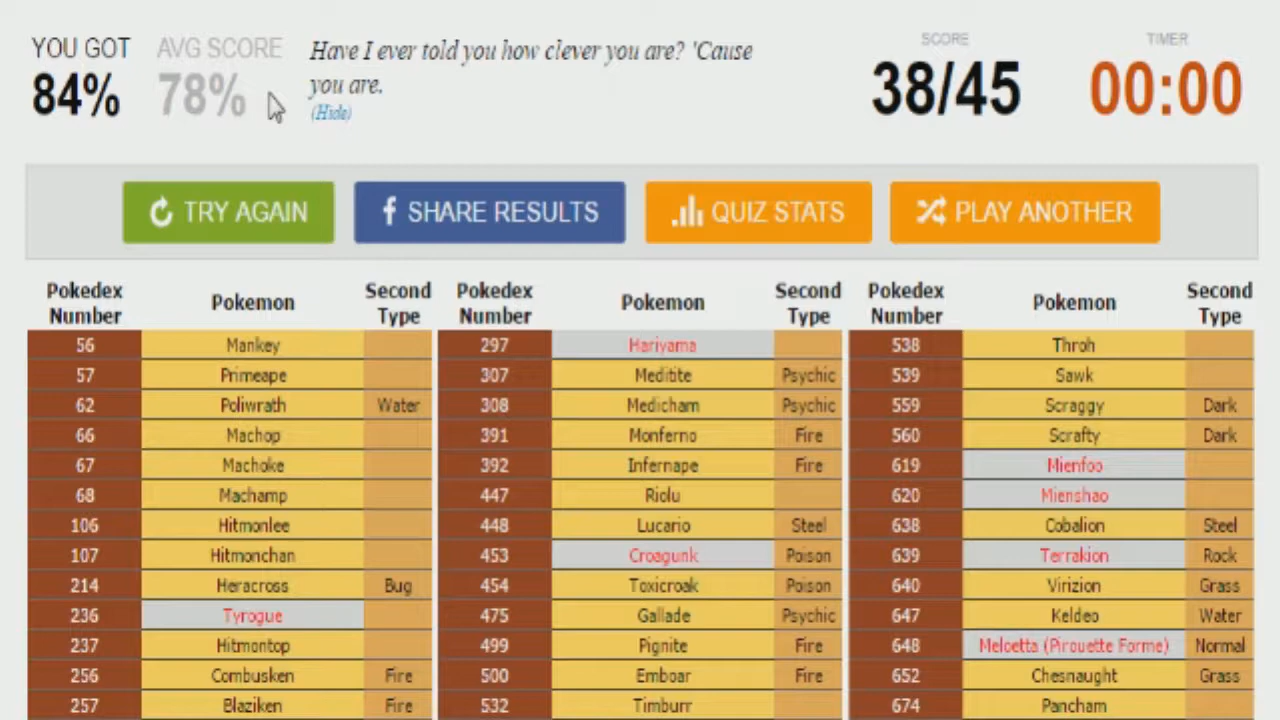 YOU GOT AVG SCORE
84% 78%
Have I ever told you how clever you are? 'Cause
you are.
(Hide)
SCORE
38/45
TIMER
00:00
TRY AGAIN
SHARE RESULTS
QUIZ STATS
PLAY ANOTHER
Pokedex Number Pokemon Second Type Pokedex Number Pokemon Second Type Pokedex Number Pokemon Second Type
56 Mankey 297 Hariyama 538 Throh
57 Primeape 307 Meditite Psychic 539 Sawk
62 Poliwrath Water 308 Medicham Psychic 559 Scraggy Dark
66 Machop 391 Monferno Fire 560 Scrafty Dark
67 Machoke 392 Infernape Fire 619 Mienfoo
68 Machamp 447 Riolu 620 Mienshao
106 Hitmonlee 448 Lucario Steel 638 Cobalion Steel
107 Hitmonchan 453 Croagunk Poison 639 Terrakion Rock
214 Heracross Bug 454 Toxicroak Poison 640 Virizion Grass
236 Tyrogue 475 Gallade Psychic 647 Keldeo Water
237 Hitmontop 499 Pignite Fire 648 Meloetta (Pirouette Forme) Normal
256 Combusken Fire 500 Emboar Fire 652 Chesnaught Grass
257 Blaziken Fire 532 Timburr 674 Pancham